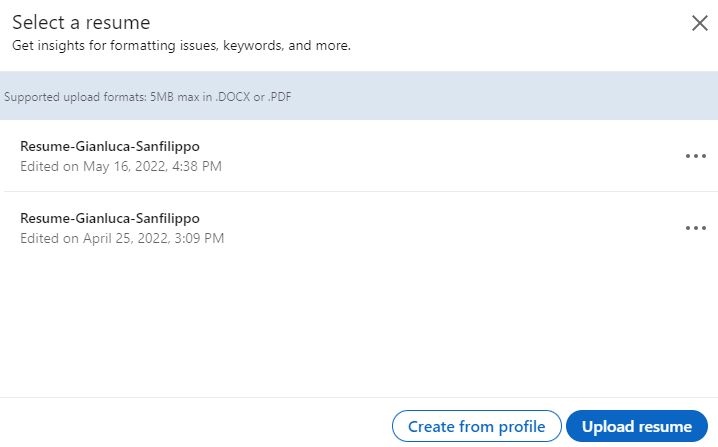 Select a resume
Get insights for formatting issues, keywords, and more.
Supported upload formats: 5MB max in .DOCX or .PDF
Resume-Gianluca-Sanfilippo
Edited on May 16, 2022, 4:38 PM
Resume-Gianluca-Sanfilippo
Edited on April 25, 2022, 3:09 PM
Create from profile
Upload resume